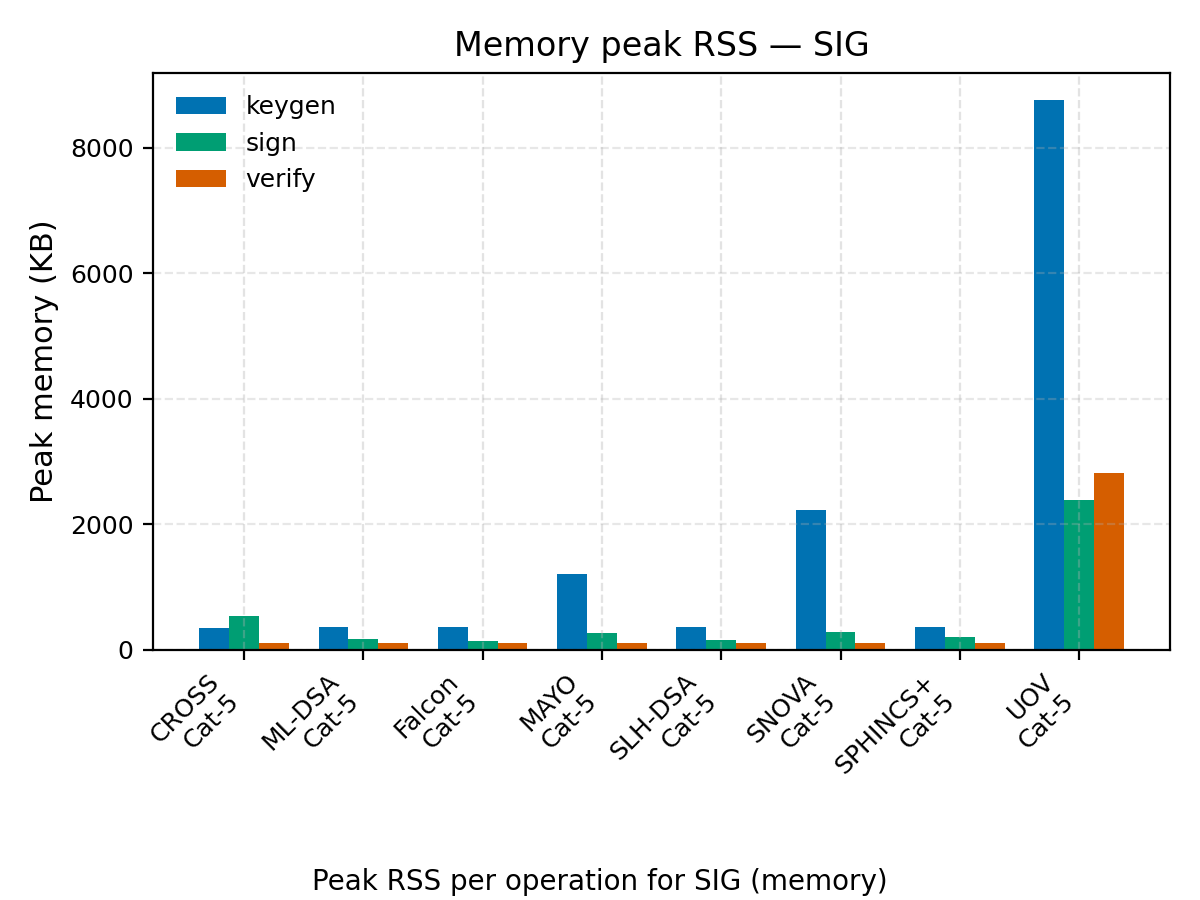 Memory peak RSS — SIG
keygen
sign
verify
Peak memory (KB)
8000
6000
4000
2000
0
CROSS
Cat-5
ML-DSA
Cat-5
Falcon
Cat-5
MAYO
Cat-5
SLH-DSA
Cat-5
SNOVA
Cat-5
SPHINCS+
Cat-5
UOV
Cat-5
Peak RSS per operation for SIG (memory)